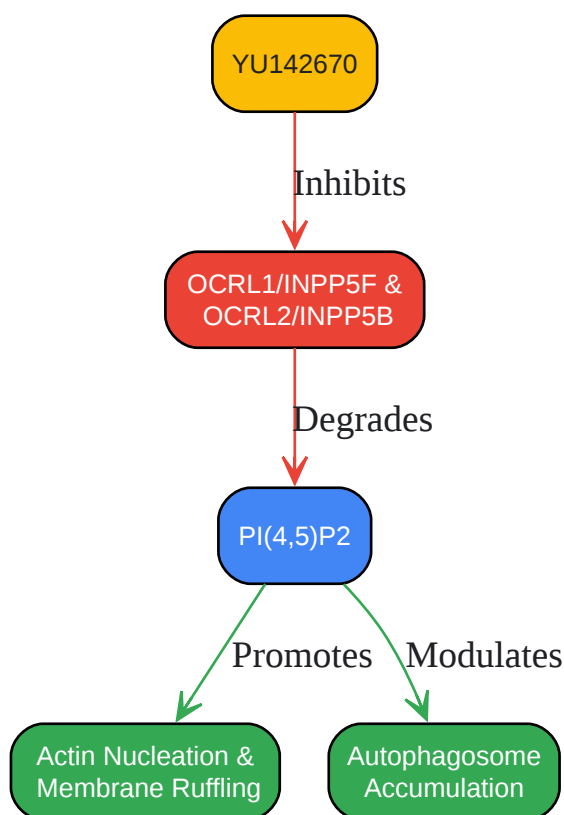 YU142670
Inhibits
OCRL1/INPP5F &
OCRL2/INPP5B
Degrades
PI(4,5)P2
Promotes
Modulates
Actin Nucleation &
Membrane Ruffling
Autophagosome
Accumulation